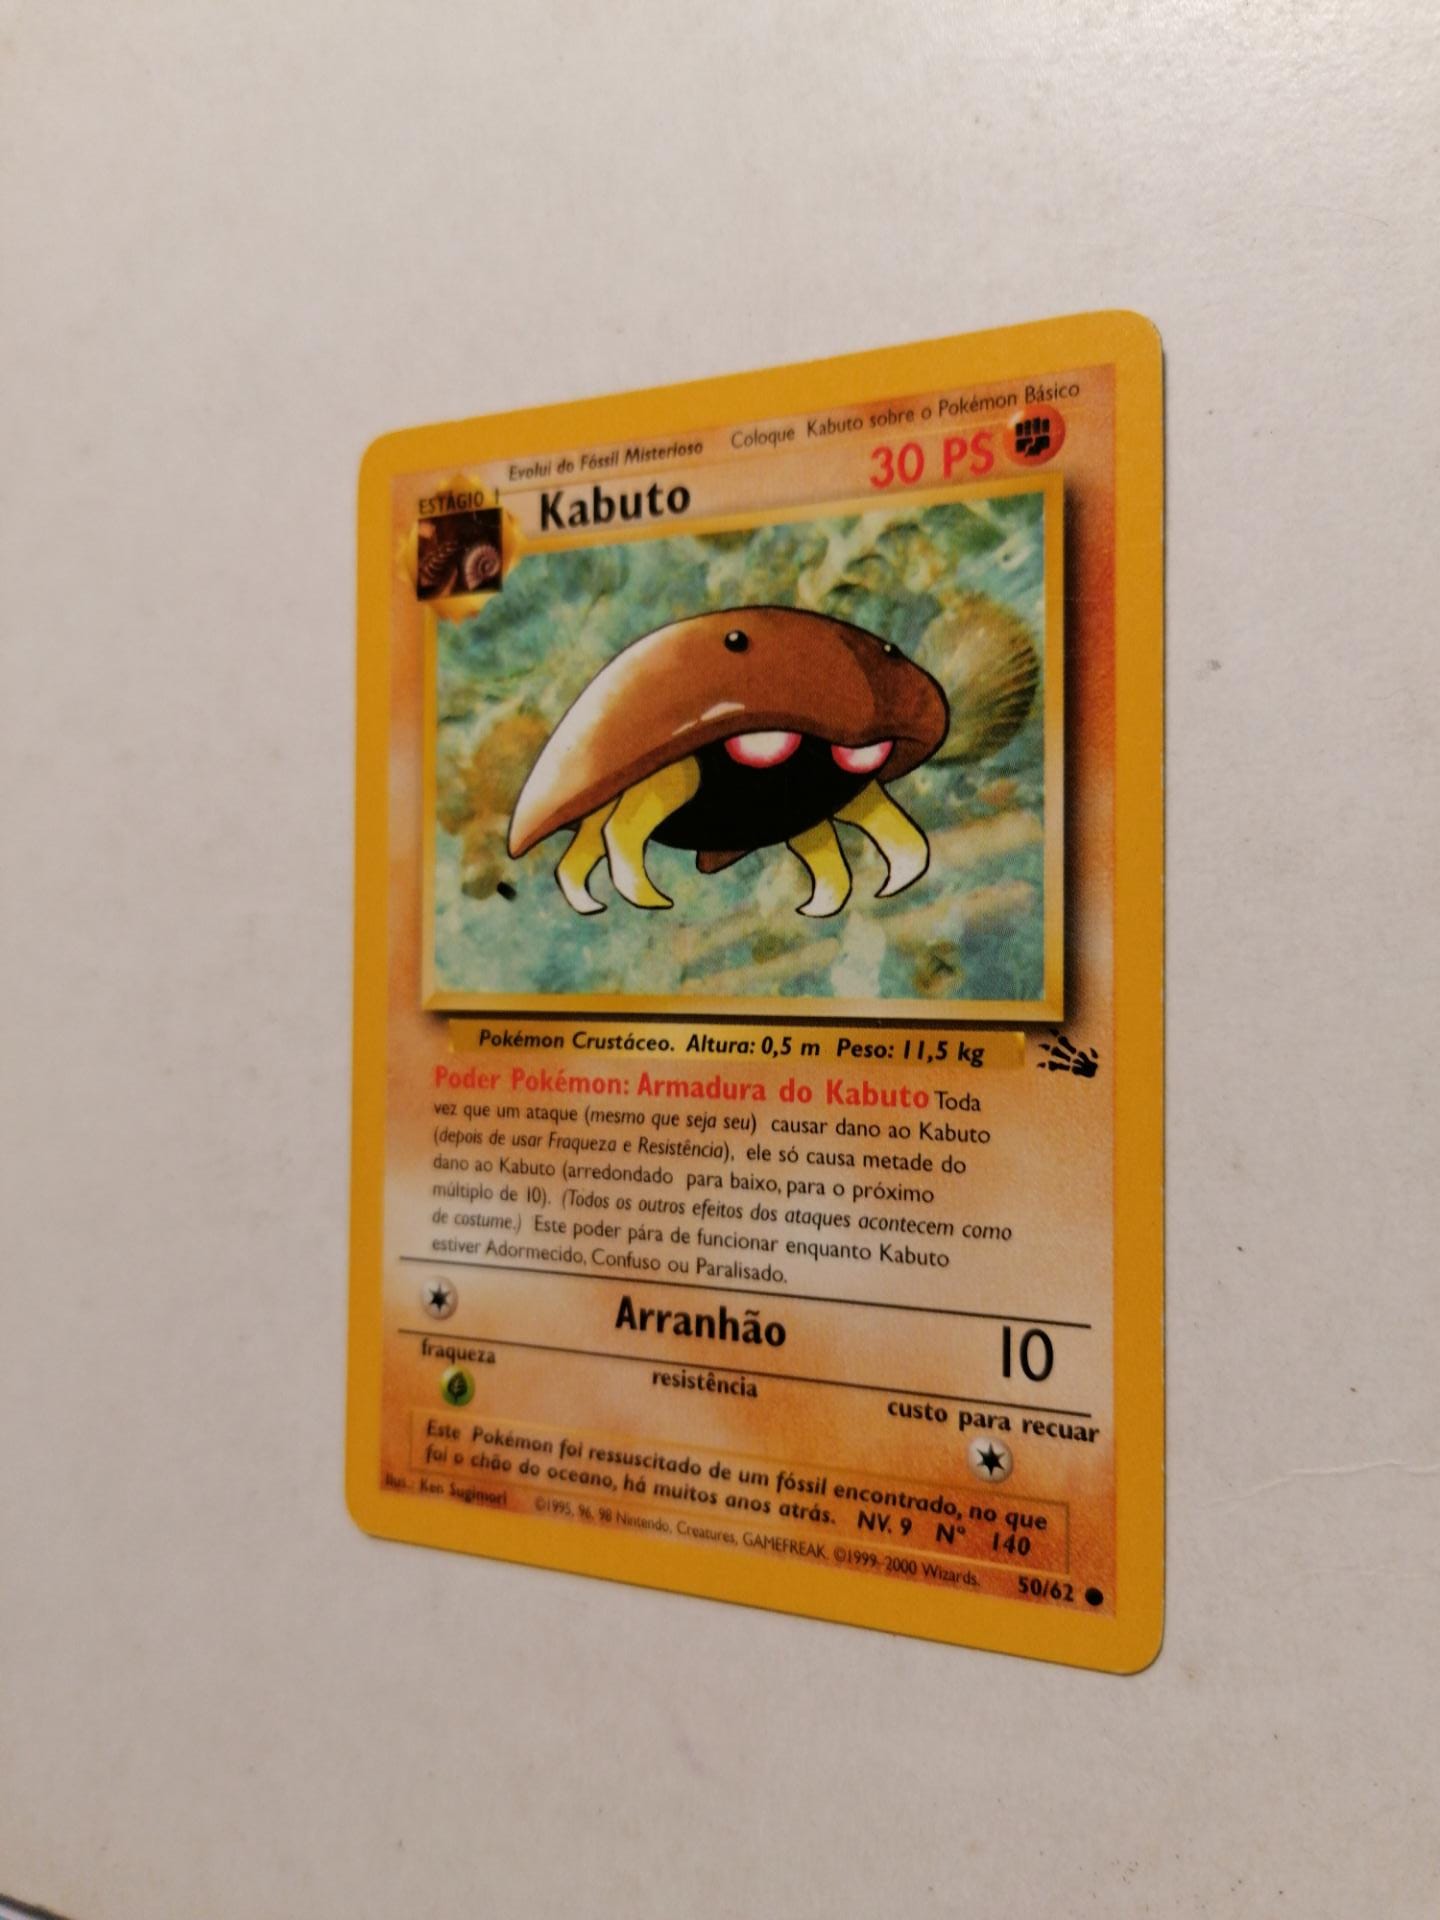 Evolui do Fóssil Misterioso Coloque Kabuto sobre o Pokémon Básico
ESTÁGIO 1
Kabuto 30 PS
Pokémon Crustáceo. Altura: 0,5 m Peso: 11,5 kg
Poder Pokémon: Armadura do Kabuto Toda
vez que um ataque (mesmo que seja seu) causar dano ao Kabuto
(depois de usar Fraqueza e Resistência), ele só causa metade do
dano ao Kabuto (arredondado para baixo, para o próximo
múltiplo de 10). (Todos os outros efeitos dos ataques acontecem como
de costume.) Este poder pára de funcionar enquanto Kabuto
estiver Adormecido, Confuso ou Paralisado.
Arranhão 10
fraqueza resistência custo para recuar
Este Pokémon foi ressuscitado de um fóssil encontrado, no que
foi o chão do oceano, há muitos anos atrás. NV. 9 Nº 140
Ilus.: Ken Sugimori ©1995, 96, 98 Nintendo, Creatures, GAMEFREAK. ©1999-2000 Wizards. 50/62